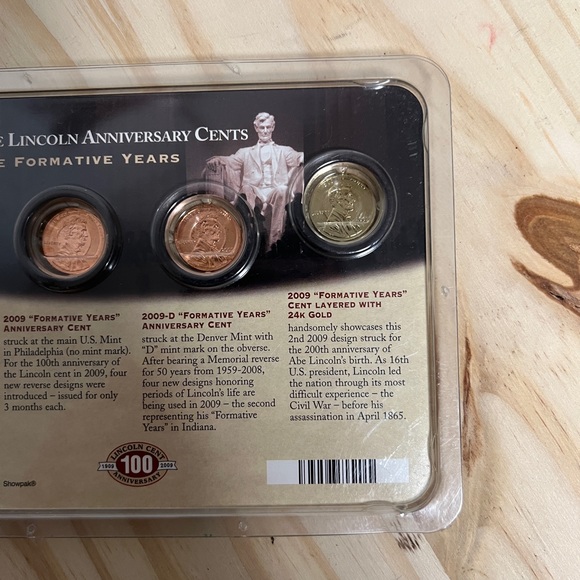 LINCOLN ANNIVERSARY CENTS
FORMATIVE YEARS
2009 "FORMATIVE YEARS"
ANNIVERSARY CENT
struck at the main U.S. Mint
in Philadelphia (no mint mark).
For the 100th anniversary of
the Lincoln cent in 2009, four
new reverse designs were
introduced – issued for only
3 months each.
2009-D "FORMATIVE YEARS"
ANNIVERSARY CENT
struck at the Denver Mint with
"D" mint mark on the obverse.
After bearing a Memorial reverse
for 50 years from 1959-2008,
four new designs honoring
periods of Lincoln's life are
being used in 2009 – the second
representing his "Formative
Years" in Indiana.
2009 "FORMATIVE YEARS"
CENT LAYERED WITH
24K GOLD
handsomely showcases this
2nd 2009 design struck for
the 200th anniversary of
Abe Lincoln's birth. As 16th
U.S. president, Lincoln led
the nation through its most
difficult experience – the
Civil War – before his
assassination in April 1865.
LINCOLN CENT
1909 100 2009
ANNIVERSARY
Showpak®